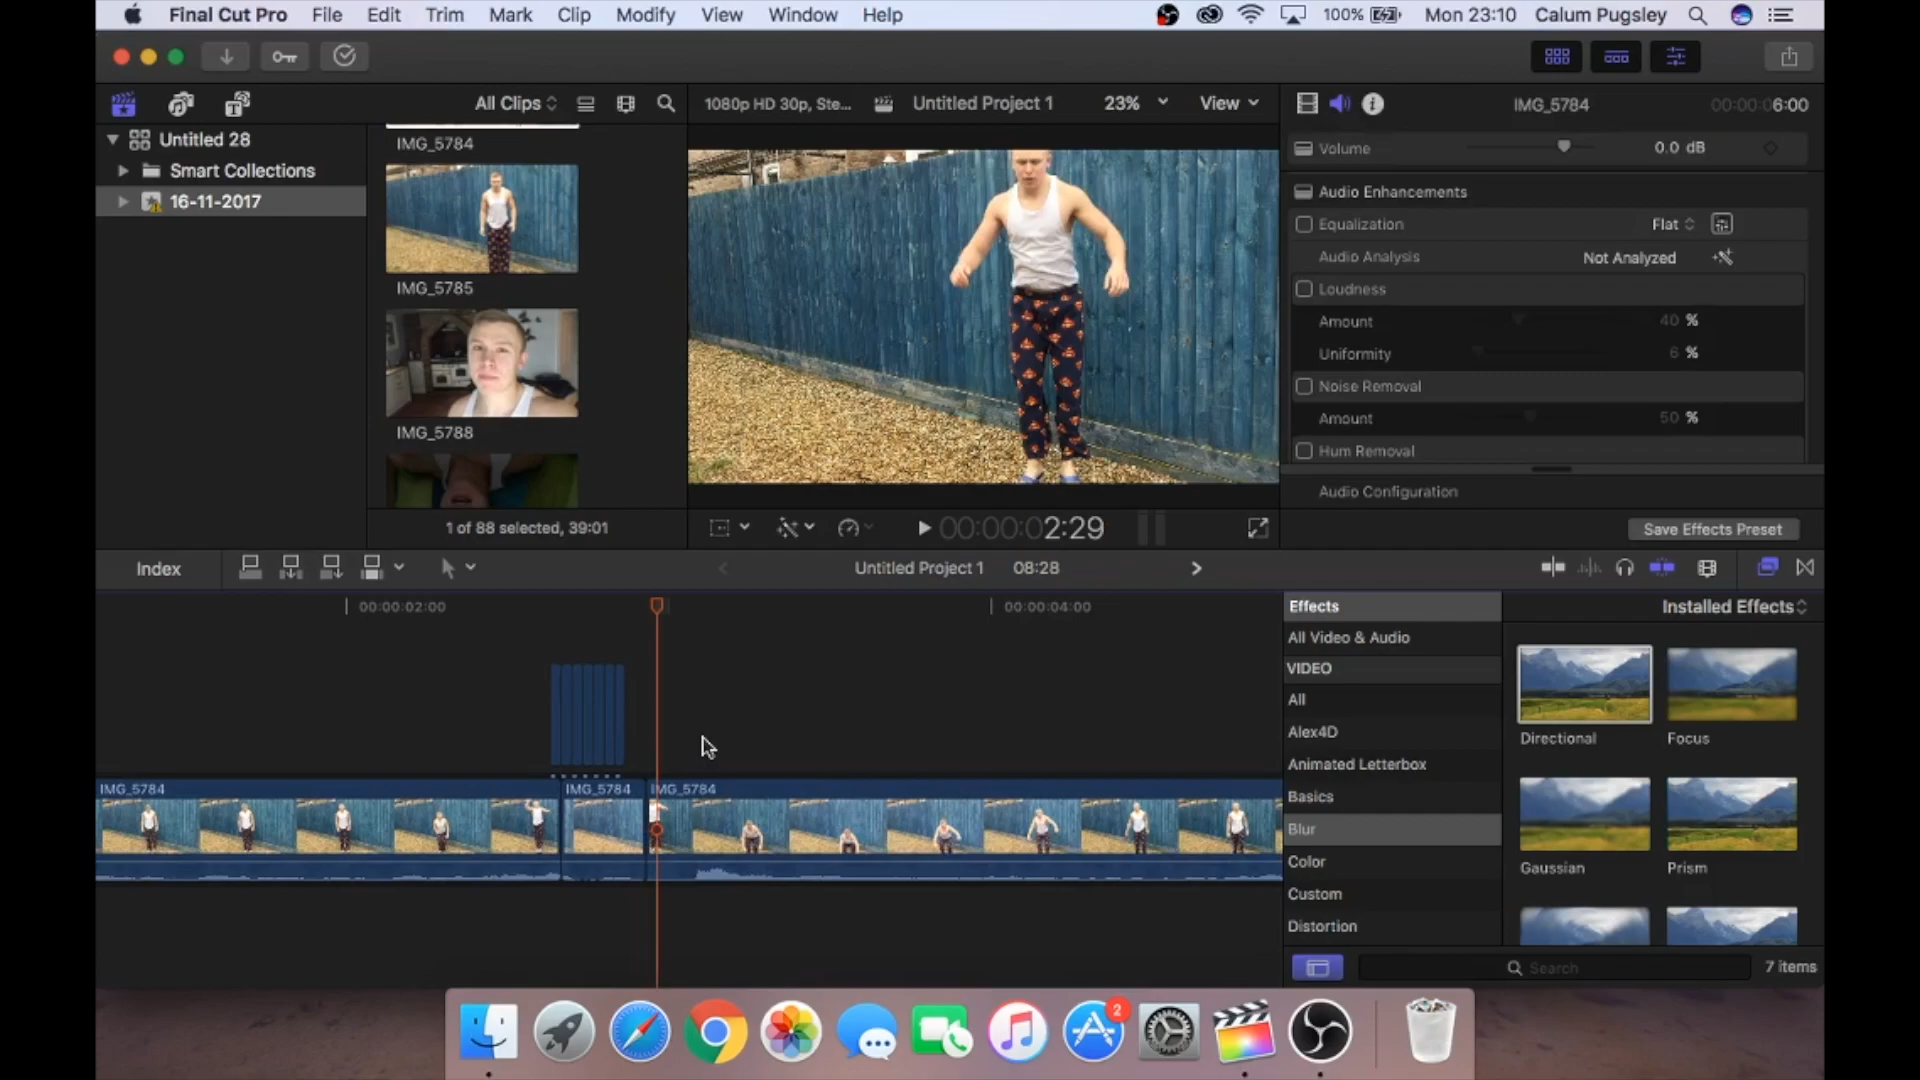 Final Cut Pro File Edit Trim Mark Clip Modify View Window Help 100% Mon 23:10 Calum Pugsley
All Clips 1080p HD 30p, Ste... Untitled Project 1 23% View IMG_5784 00:00:06:00
Untitled 28
Smart Collections
16-11-2017
IMG_5784
IMG_5785
IMG_5788
1 of 88 selected, 39:01
00:00:02:29
Volume 0.0 dB
Audio Enhancements
Equalization Flat
Audio Analysis Not Analyzed
Loudness
Amount 40 %
Uniformity 6 %
Noise Removal
Amount 50 %
Hum Removal
Audio Configuration
Save Effects Preset
Index Untitled Project 1 08:28
00:00:02:00 00:00:04:00
IMG_5784 IMG_5784 IMG_5784
Effects Installed Effects
All Video & Audio
VIDEO
All
Alex4D
Animated Letterbox
Basics
Blur
Color
Custom
Distortion
Directional Focus
Gaussian Prism
Search 7 items
2